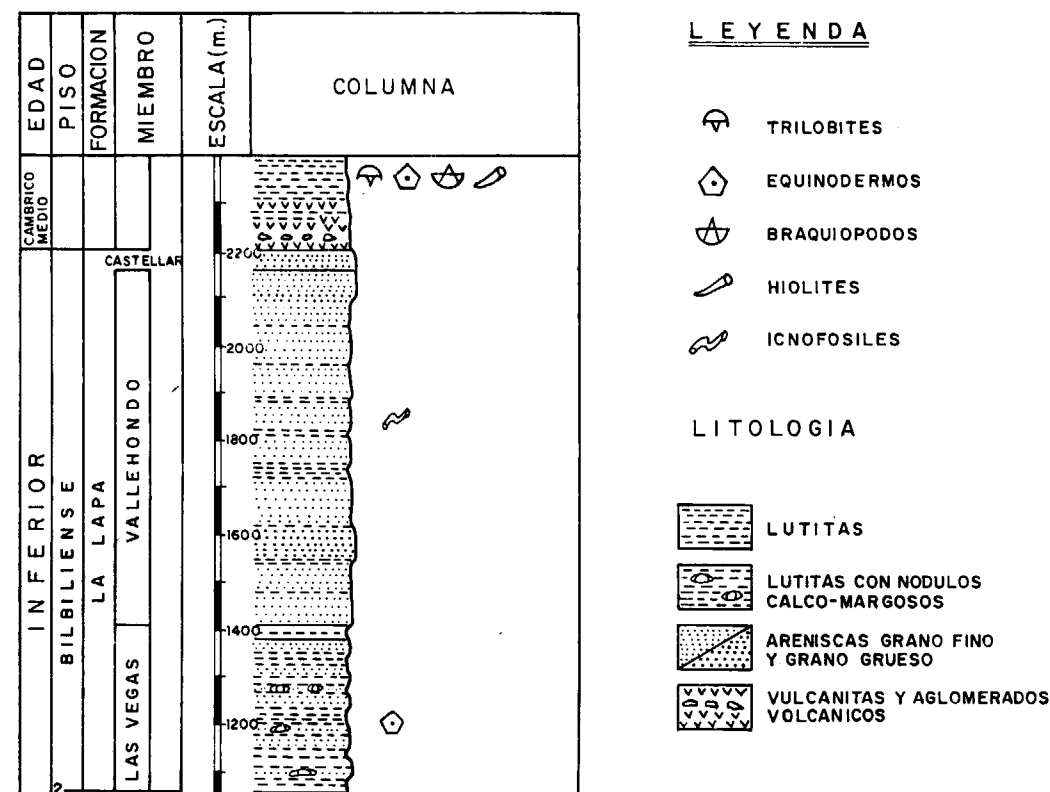 EDAD
PISO
FORMACION
MIEMBRO
ESCALA (m.)
COLUMNA
CAMBRICO
MEDIO
CASTELLAR
INFERIOR
BILBILIENSE
LA LAPA
VALLEHONDO
LAS VEGAS
?
2200
2000
1800
1600
1400
1200
LEYENDA
TRILOBITES
EQUINODERMOS
BRAQUIOPODOS
HIOLITES
ICNOFOSILES
LITOLOGIA
LUTITAS
LUTITAS CON NODULOS
CALCO-MARGOSOS
ARENISCAS GRANO FINO
Y GRANO GRUESO
VULCANITAS Y AGLOMERADOS
VOLCANICOS